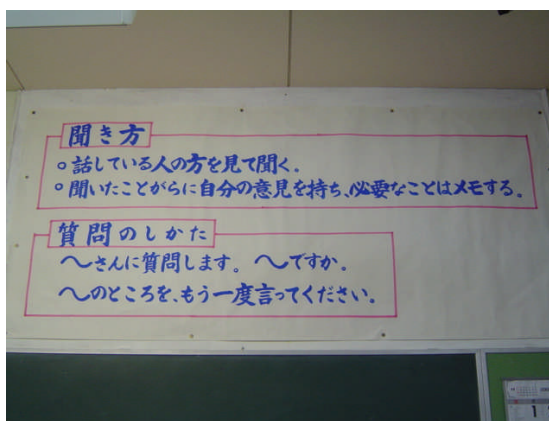 聞き方
○話している人の方を見て聞く。
○聞いたことがらに自分の意見を持ち、必要なことはメモする。
質問のしかた
〜さんに質問します。〜ですか。
〜のところを、もう一度言ってください。
1